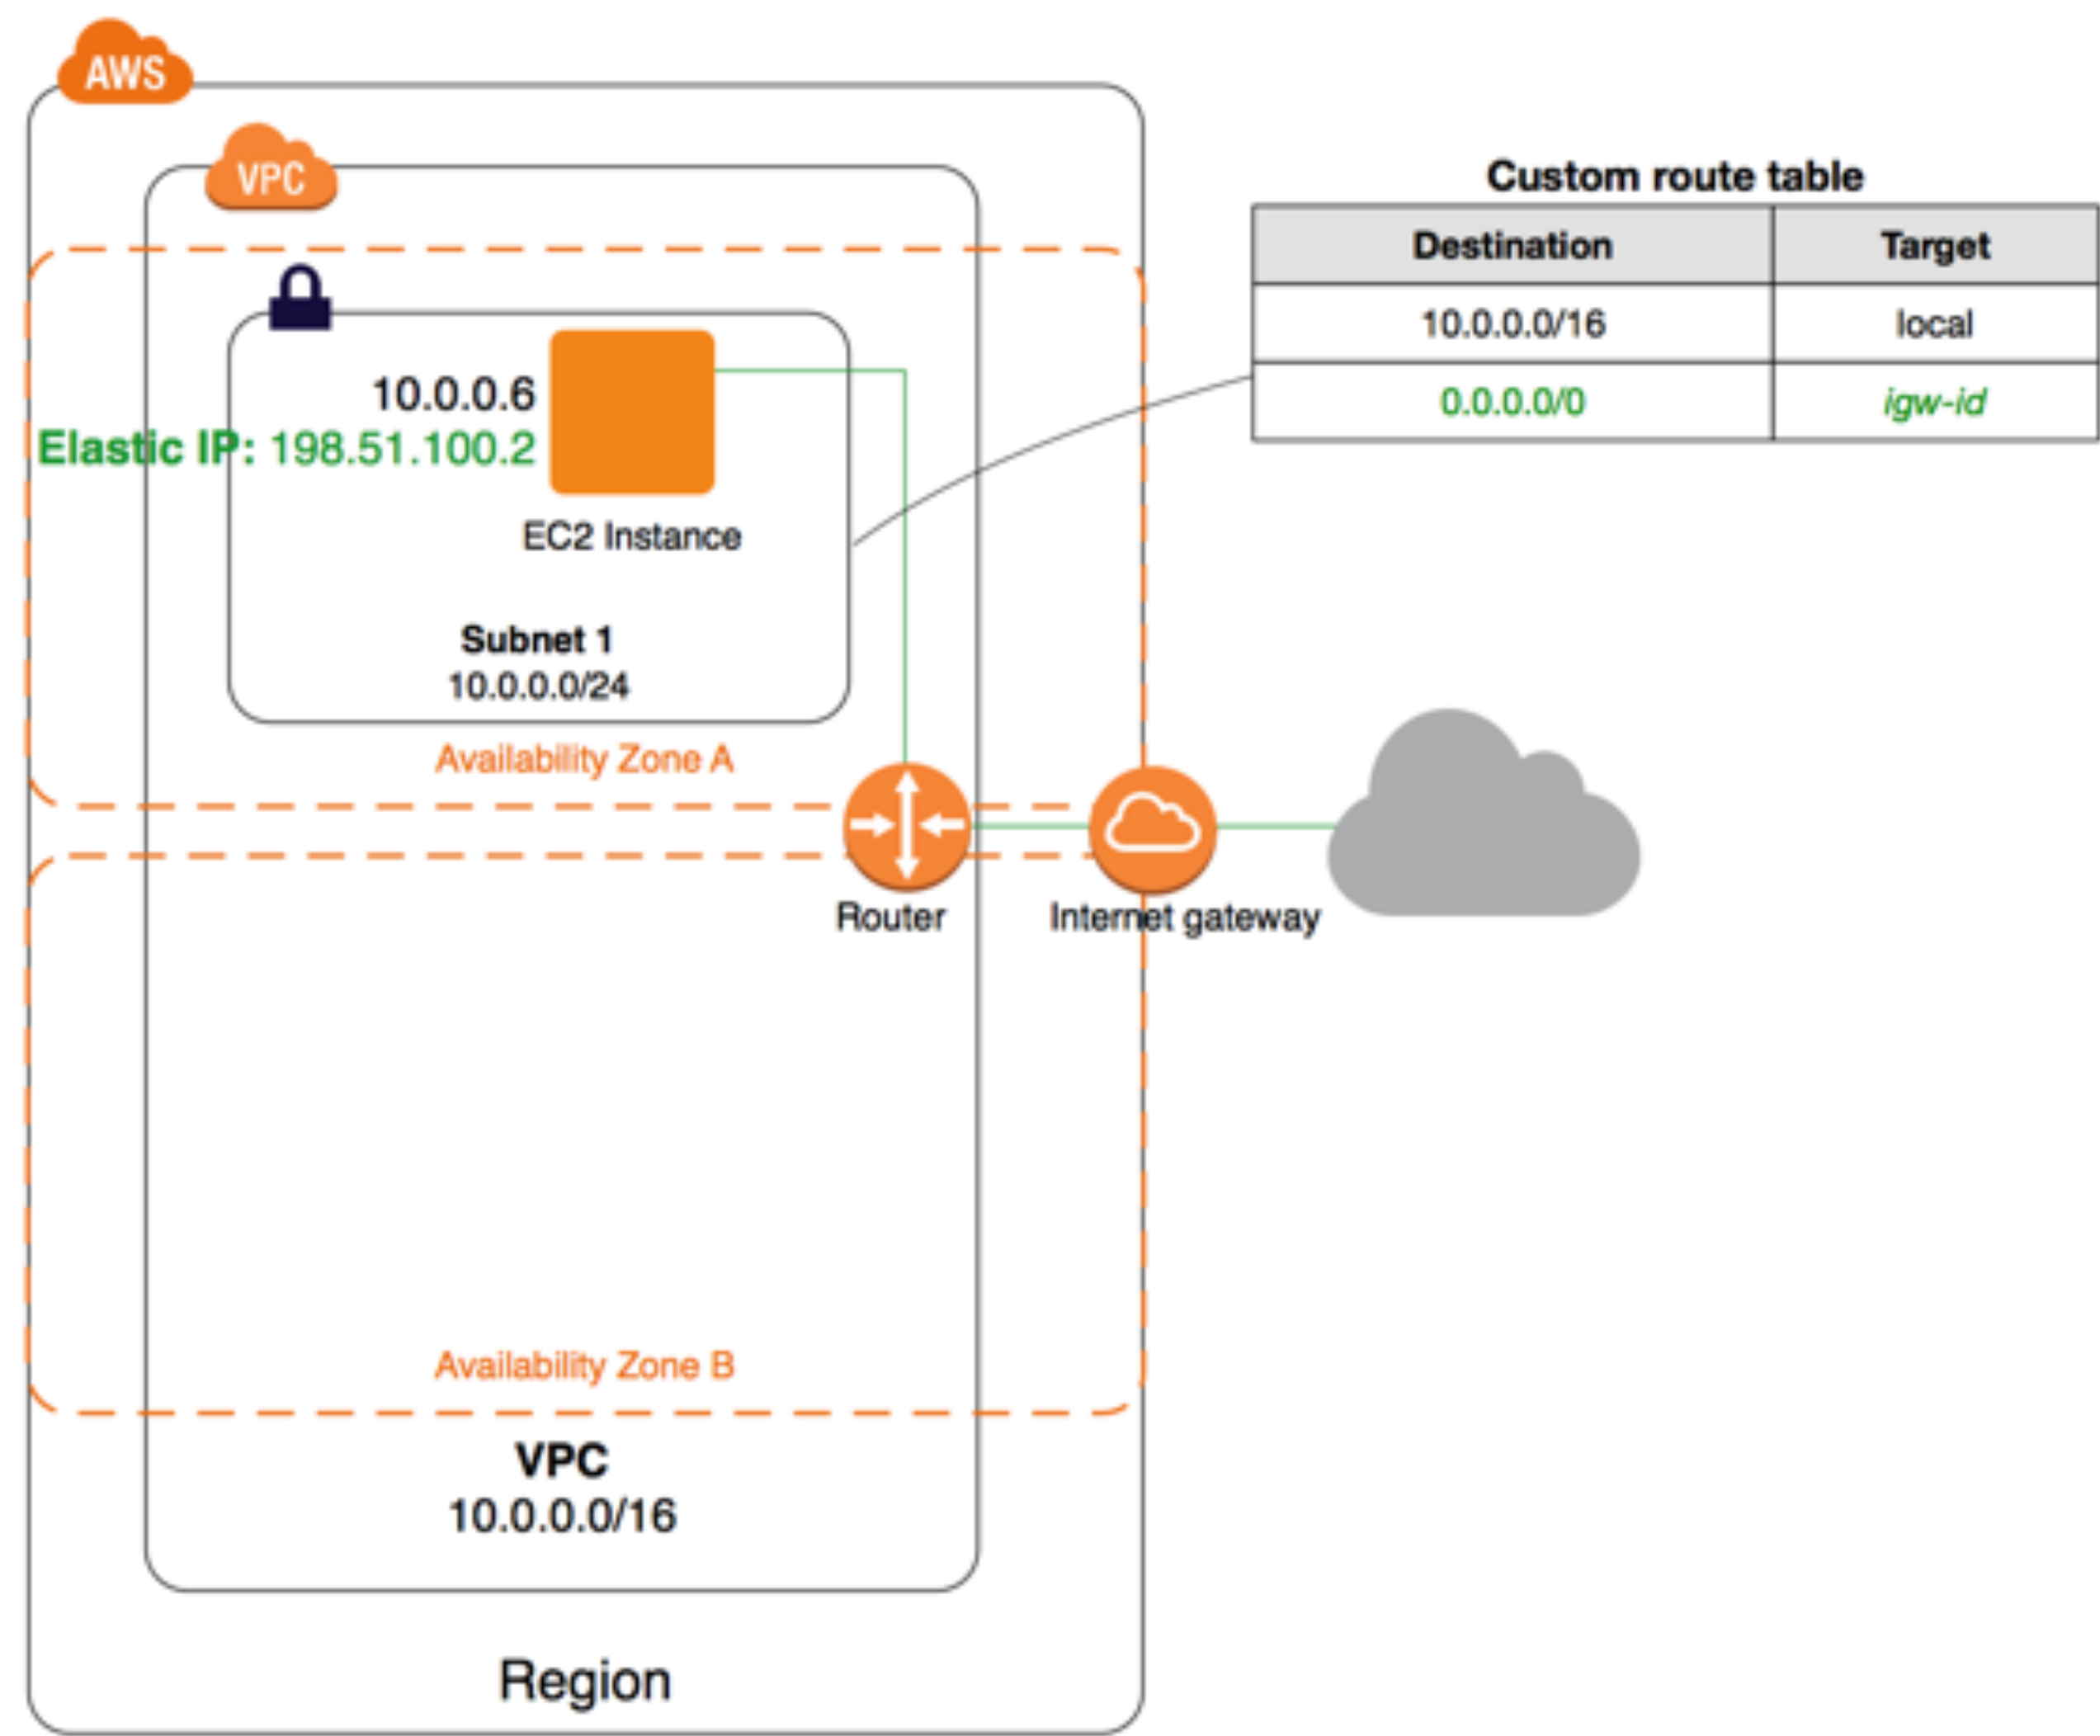 AWS
VPC
Custom route table
Destination Target
10.0.0.0/16 local
0.0.0.0/0 igw-id
10.0.0.6
Elastic IP: 198.51.100.2
EC2 Instance
Subnet 1
10.0.0.0/24
Availability Zone A
Router
Internet gateway
Availability Zone B
VPC
10.0.0.0/16
Region